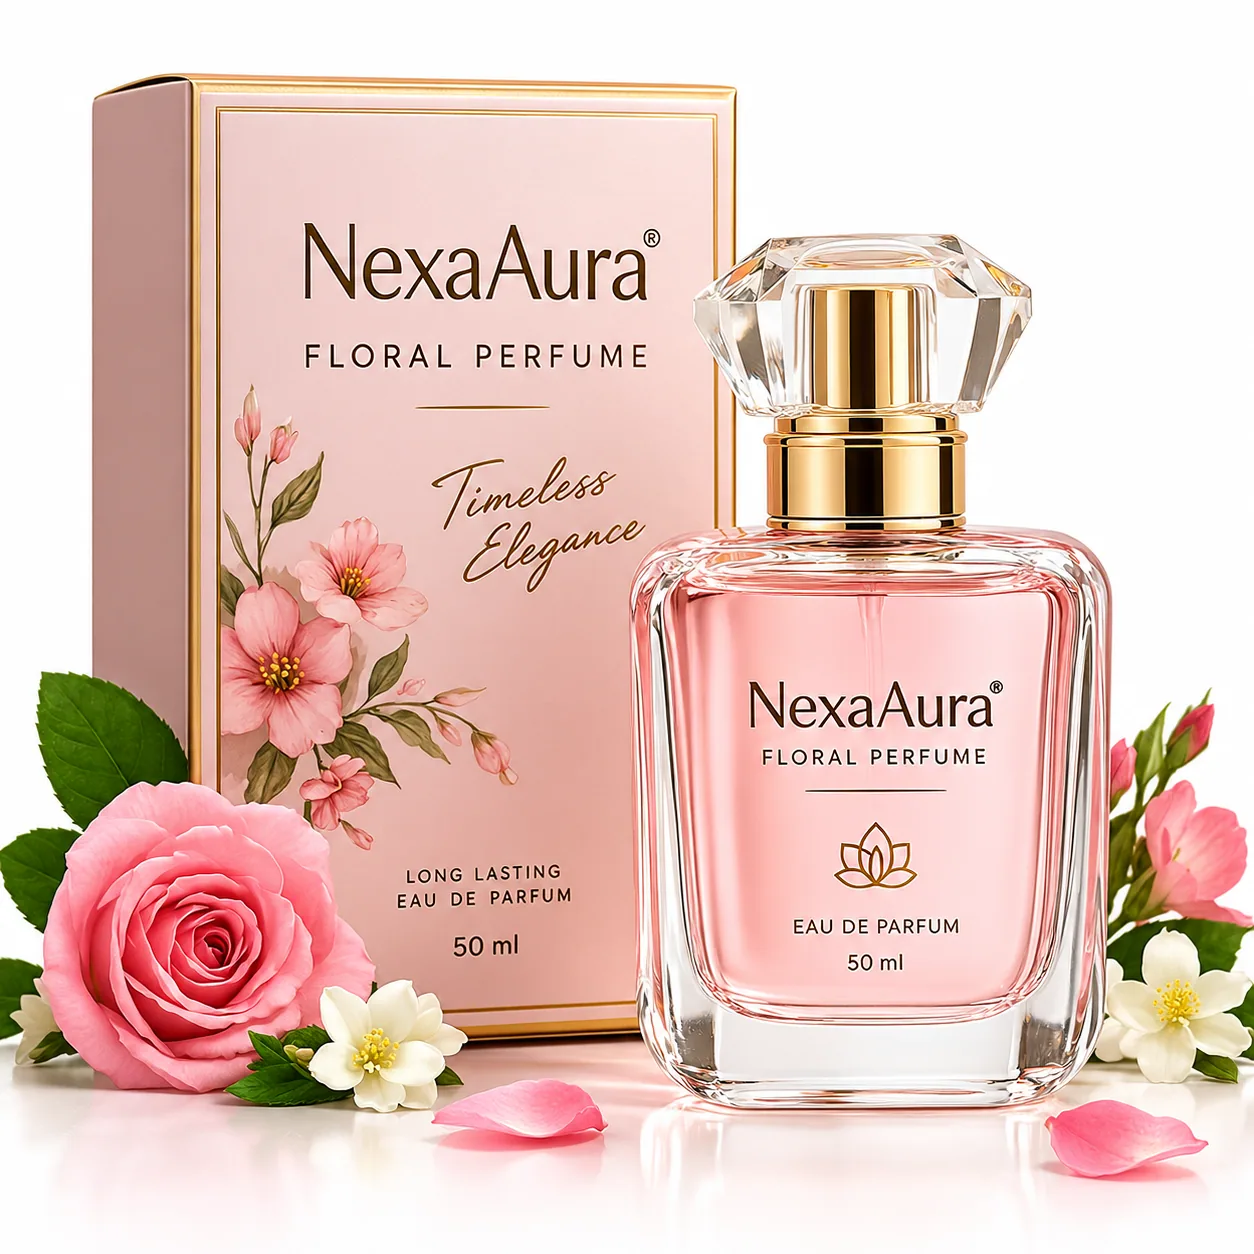 NexaAura®
FLORAL PERFUME
Timeless
Elegance
LONG LASTING
EAU DE PARFUM
50 ml
NexaAura®
FLORAL PERFUME
EAU DE PARFUM
50 ml